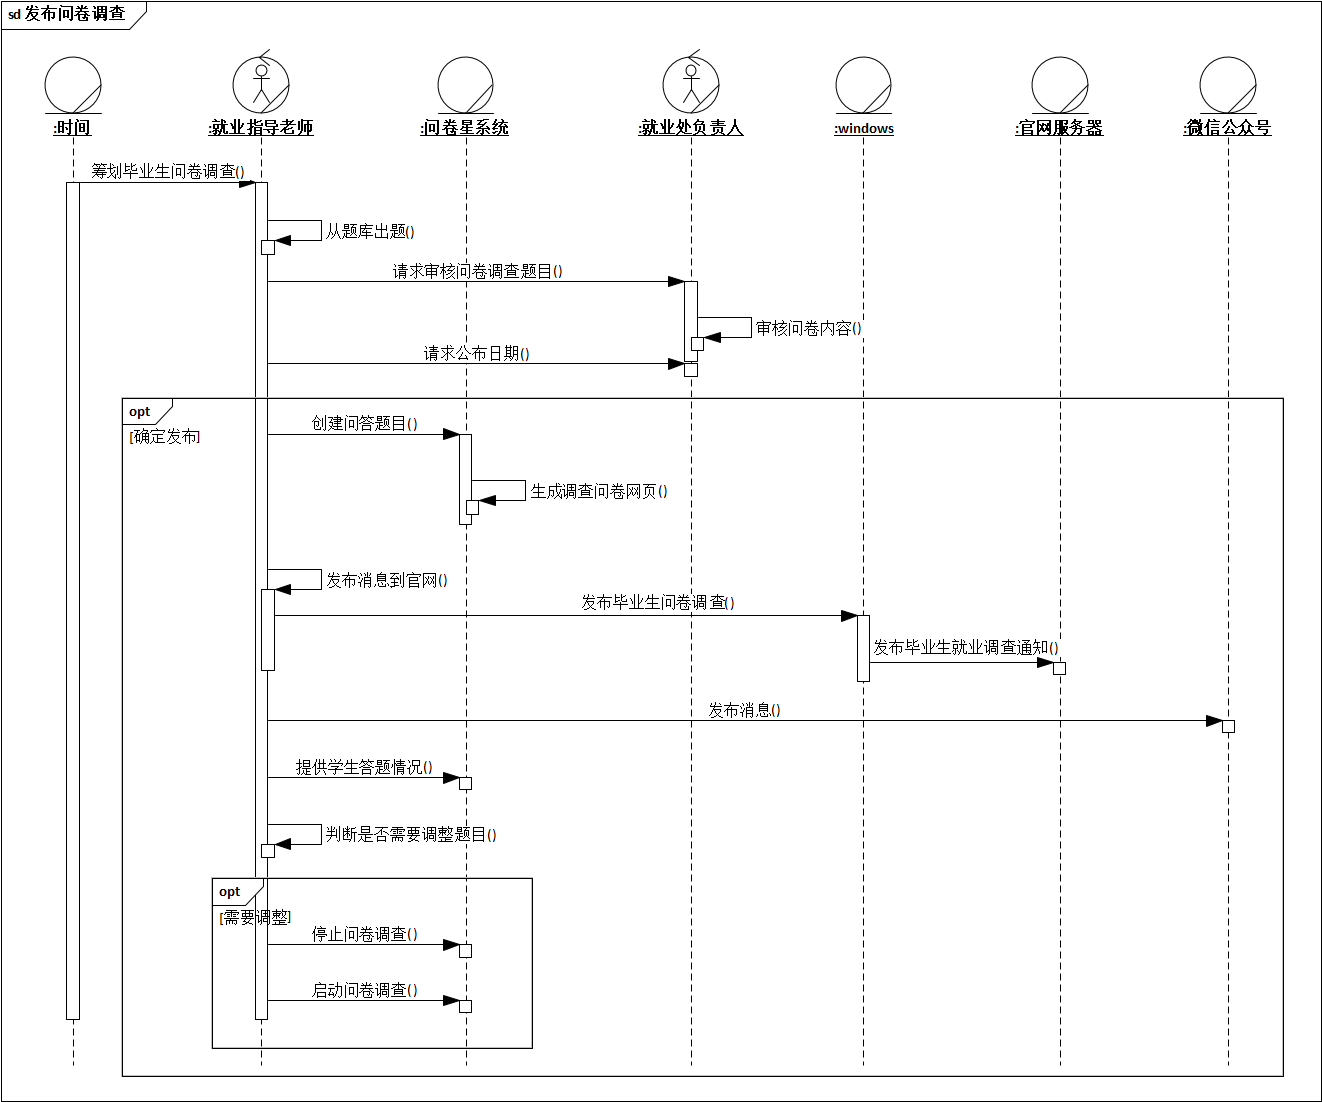 sd 发布问卷调查
:时间
:就业指导老师
:问卷星系统
:就业处负责人
:windows
:官网服务器
:微信公众号
筹划毕业生问卷调查()
从题库出题()
请求审核问卷调查题目()
审核问卷内容()
请求公布日期()
opt
[确定发布]
创建问答题目()
生成调查问卷网页()
发布消息到官网()
发布毕业生问卷调查()
发布毕业生就业调查通知()
发布消息()
提供学生答题情况()
判断是否需要调整题目()
opt
[需要调整]
停止问卷调查()
启动问卷调查()